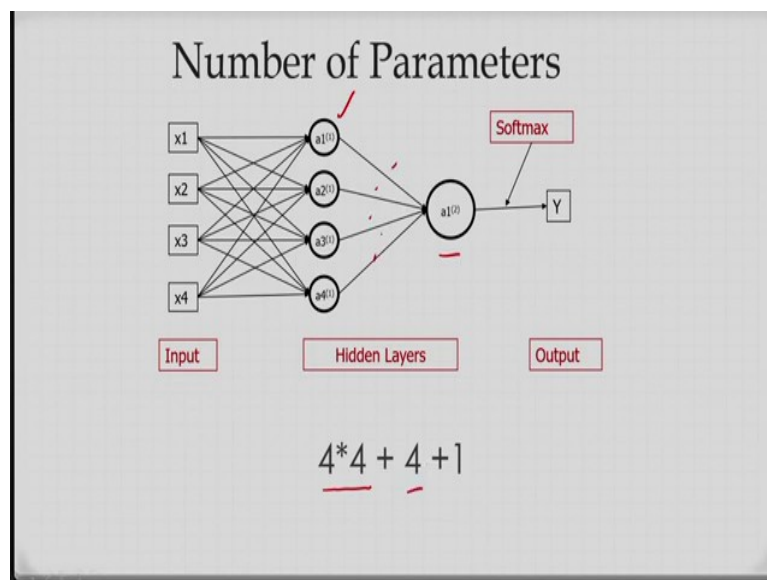 Number of Parameters
Softmax
x1
a1(1)
x2
a2(1)
a1(2)
Y
x3
a3(1)
x4
a4(1)
Input
Hidden Layers
Output
4*4 + 4 +1